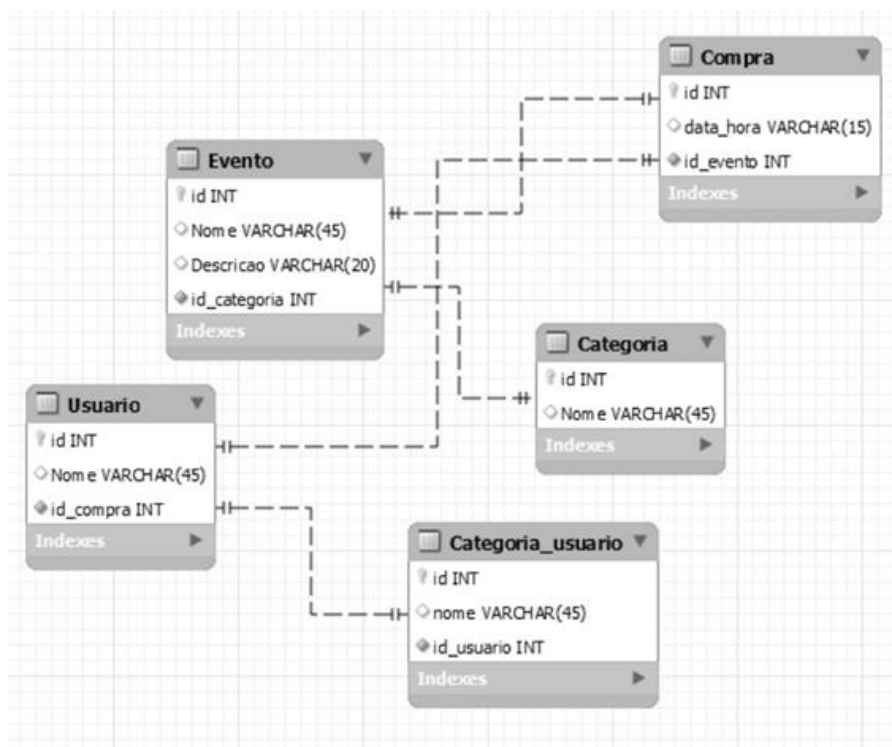 Compra
id INT
data_hora VARCHAR(15)
id_evento INT
Indexes
Evento
id INT
Nome VARCHAR(45)
Descricao VARCHAR(20)
id_categoria INT
Indexes
Categoria
id INT
Nome VARCHAR(45)
Indexes
Usuario
id INT
Nome VARCHAR(45)
id_compra INT
Indexes
Categoria_usuario
id INT
nome VARCHAR(45)
id_usuario INT
Indexes